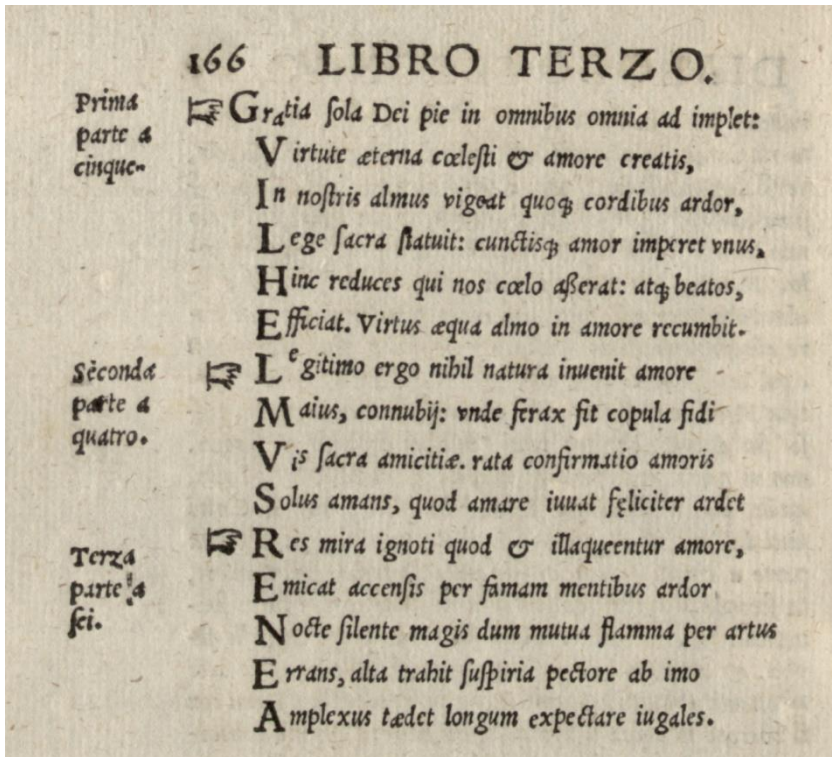 166 LIBRO TERZO.
Prima
parte a
cinque-
☞ Gratia ſola Dei pie in omnibus omnia ad implet:
Virtute æterna cœleſti & amore creatis,
In noſtris almus vigeat quoq; cordibus ardor,
Lege ſacra ſtatuit: cunctisq; amor imperet vnus,
Hinc reduces qui nos cœlo aßerat: atq; beatos,
Efficiat. Virtus æqua almo in amore recumbit.
Seconda
parte a
quatro.
☞ Legitimo ergo nihil natura inuenit amore
Maius, connubij: vnde ferax fit copula fidi
Vis ſacra amicitiæ. rata confirmatio amoris
Solus amans, quod amare iuuat fęliciter ardet
Terza
parte a
ſei.
☞ Res mira ignoti quod & illaqueentur amore,
Emicat accenſis per famam mentibus ardor
Nocte ſilente magis dum mutua flamma per artus
Errans, alta trahit ſuſpiria pectore ab imo
Amplexus tædet longum expectare iugales.